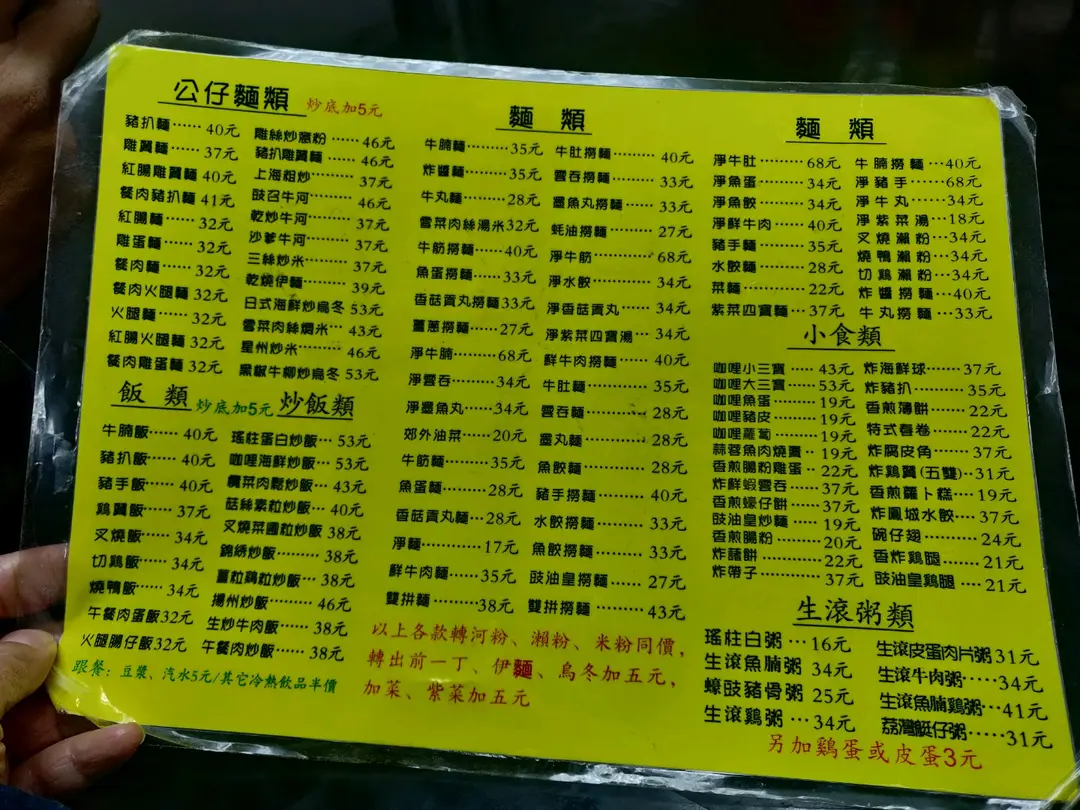 公仔麵類 炒底加5元
豬扒麵……40元
雞翼麵……37元
紅腸雞翼麵 40元
餐肉豬扒麵 41元
紅腸麵……32元
雞蛋麵……32元
餐肉麵……32元
餐肉火腿麵 32元
火腿麵……32元
紅腸火腿麵 32元
餐肉雞蛋麵 32元
雞絲炒意粉……46元
豬扒雞翼麵……46元
上海粗炒………37元
豉召牛河………46元
乾炒牛河………37元
沙爹牛河………37元
三絲炒米………37元
乾燒伊麵………39元
日式海鮮炒烏冬 53元
雪菜肉絲燜米…43元
星州炒米………46元
黑椒牛柳炒烏冬 53元
飯 類 炒底加5元 炒飯類
牛腩飯……40元
豬扒飯……40元
豬手飯……40元
鷄翼飯……37元
叉燒飯……34元
切鷄飯……34元
燒鴨飯……34元
午餐肉蛋飯32元
火腿腸仔飯32元
瑤柱蛋白炒飯…53元
咖哩海鮮炒飯…53元
欖菜肉鬆炒飯…43元
菇絲素粒炒飯…40元
叉燒菜圃粒炒飯 38元
錦綉炒飯………38元
薑粒鷄粒炒飯…38元
揚州炒飯………46元
生炒牛肉飯……38元
午餐肉炒飯……38元
跟餐：豆漿、汽水5元/其它冷熱飲品半價
麵 類
牛腩麵………35元
炸醬麵………35元
牛丸麵………28元
雪菜肉絲湯米32元
牛筋撈麵……40元
魚蛋撈麵……33元
香菇貢丸撈麵33元
薑蔥撈麵……27元
淨牛腩………68元
淨雲吞………34元
淨墨魚丸……34元
郊外油菜……20元
牛筋麵………35元
魚蛋麵………28元
香菇貢丸麵…28元
淨麵…………17元
鮮牛肉麵……35元
雙拼麵………38元
牛肚撈麵………40元
雲吞撈麵………33元
墨魚丸撈麵……33元
蚝油撈麵………27元
淨牛筋…………68元
淨水餃…………34元
淨香菇貢丸……34元
淨紫菜四寶湯…34元
鮮牛肉撈麵……40元
牛肚麵…………35元
雲吞麵…………28元
墨丸麵…………28元
魚餃麵…………28元
豬手撈麵………40元
水餃撈麵………33元
魚餃撈麵………33元
豉油皇撈麵……27元
雙拼撈麵………43元
以上各款轉河粉、瀨粉、米粉同價，
轉出前一丁、伊麵、烏冬加五元，
加菜、紫菜加五元
麵 類
淨牛肚……68元
淨魚蛋……34元
淨魚餃……34元
淨鮮牛肉……40元
豬手麵……35元
水餃麵……28元
菜麵………22元
紫菜四寶麵…37元
牛腩撈麵…40元
淨豬手……68元
淨牛丸……34元
淨紫菜湯…18元
叉燒瀨粉…34元
燒鴨瀨粉…34元
切鷄瀨粉…34元
炸醬撈麵…40元
牛丸撈麵…33元
小食類
咖哩小三寶……43元
咖哩大三寶……53元
咖哩魚蛋………19元
咖哩豬皮………19元
咖哩蘿蔔………19元
蒜蓉魚肉燒賣…19元
香煎腸粉雞蛋…22元
炸鮮蝦雲吞……37元
香煎蠔仔餅……37元
豉油皇炒麵……19元
香煎腸粉………20元
炸蘿餅…………22元
炸帶子…………37元
炸海鮮球………37元
炸豬扒…………35元
香煎薄餅………22元
特式春卷………22元
炸腐皮角………37元
炸鷄翼(五雙)…31元
香煎蘿卜糕……19元
炸鳳城水餃……37元
碗仔翅…………24元
香炸鷄腿………21元
豉油皇鷄腿……21元
生滾粥類
瑤柱白粥…16元
生滾魚腩粥 34元
蠔豉豬骨粥 25元
生滾鷄粥…34元
生滾皮蛋肉片粥31元
生滾牛肉粥……34元
生滾魚腩鷄粥…41元
荔灣艇仔粥……31元
另加鷄蛋或皮蛋3元